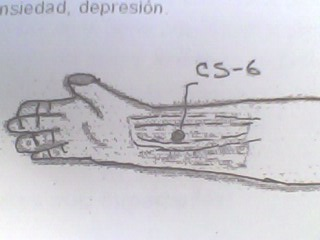 nsiedad, depresión.
CS-6